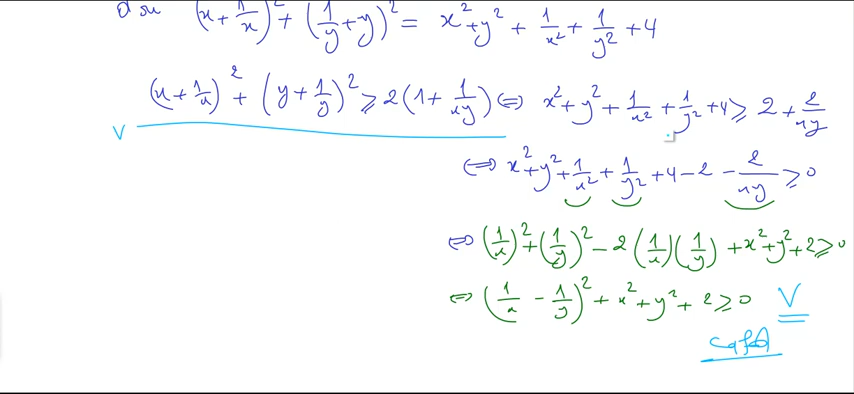 (x + 1/x)² + (1/y + y)² = x² + y² + 1/x² + 1/y² + 4
(x + 1/x)² + (y + 1/y)² ⩾ 2(1 + 1/xy) ⇔ x² + y² + 1/x² + 1/y² + 4 ⩾ 2 + 2/xy
V
⇔ x² + y² + 1/x² + 1/y² + 4 - 2 - 2/xy ⩾ 0
⇔ (1/x)² + (1/y)² - 2(1/x)(1/y) + x² + y² + 2 ⩾ 0
⇔ (1/x - 1/y)² + x² + y² + 2 ⩾ 0 V